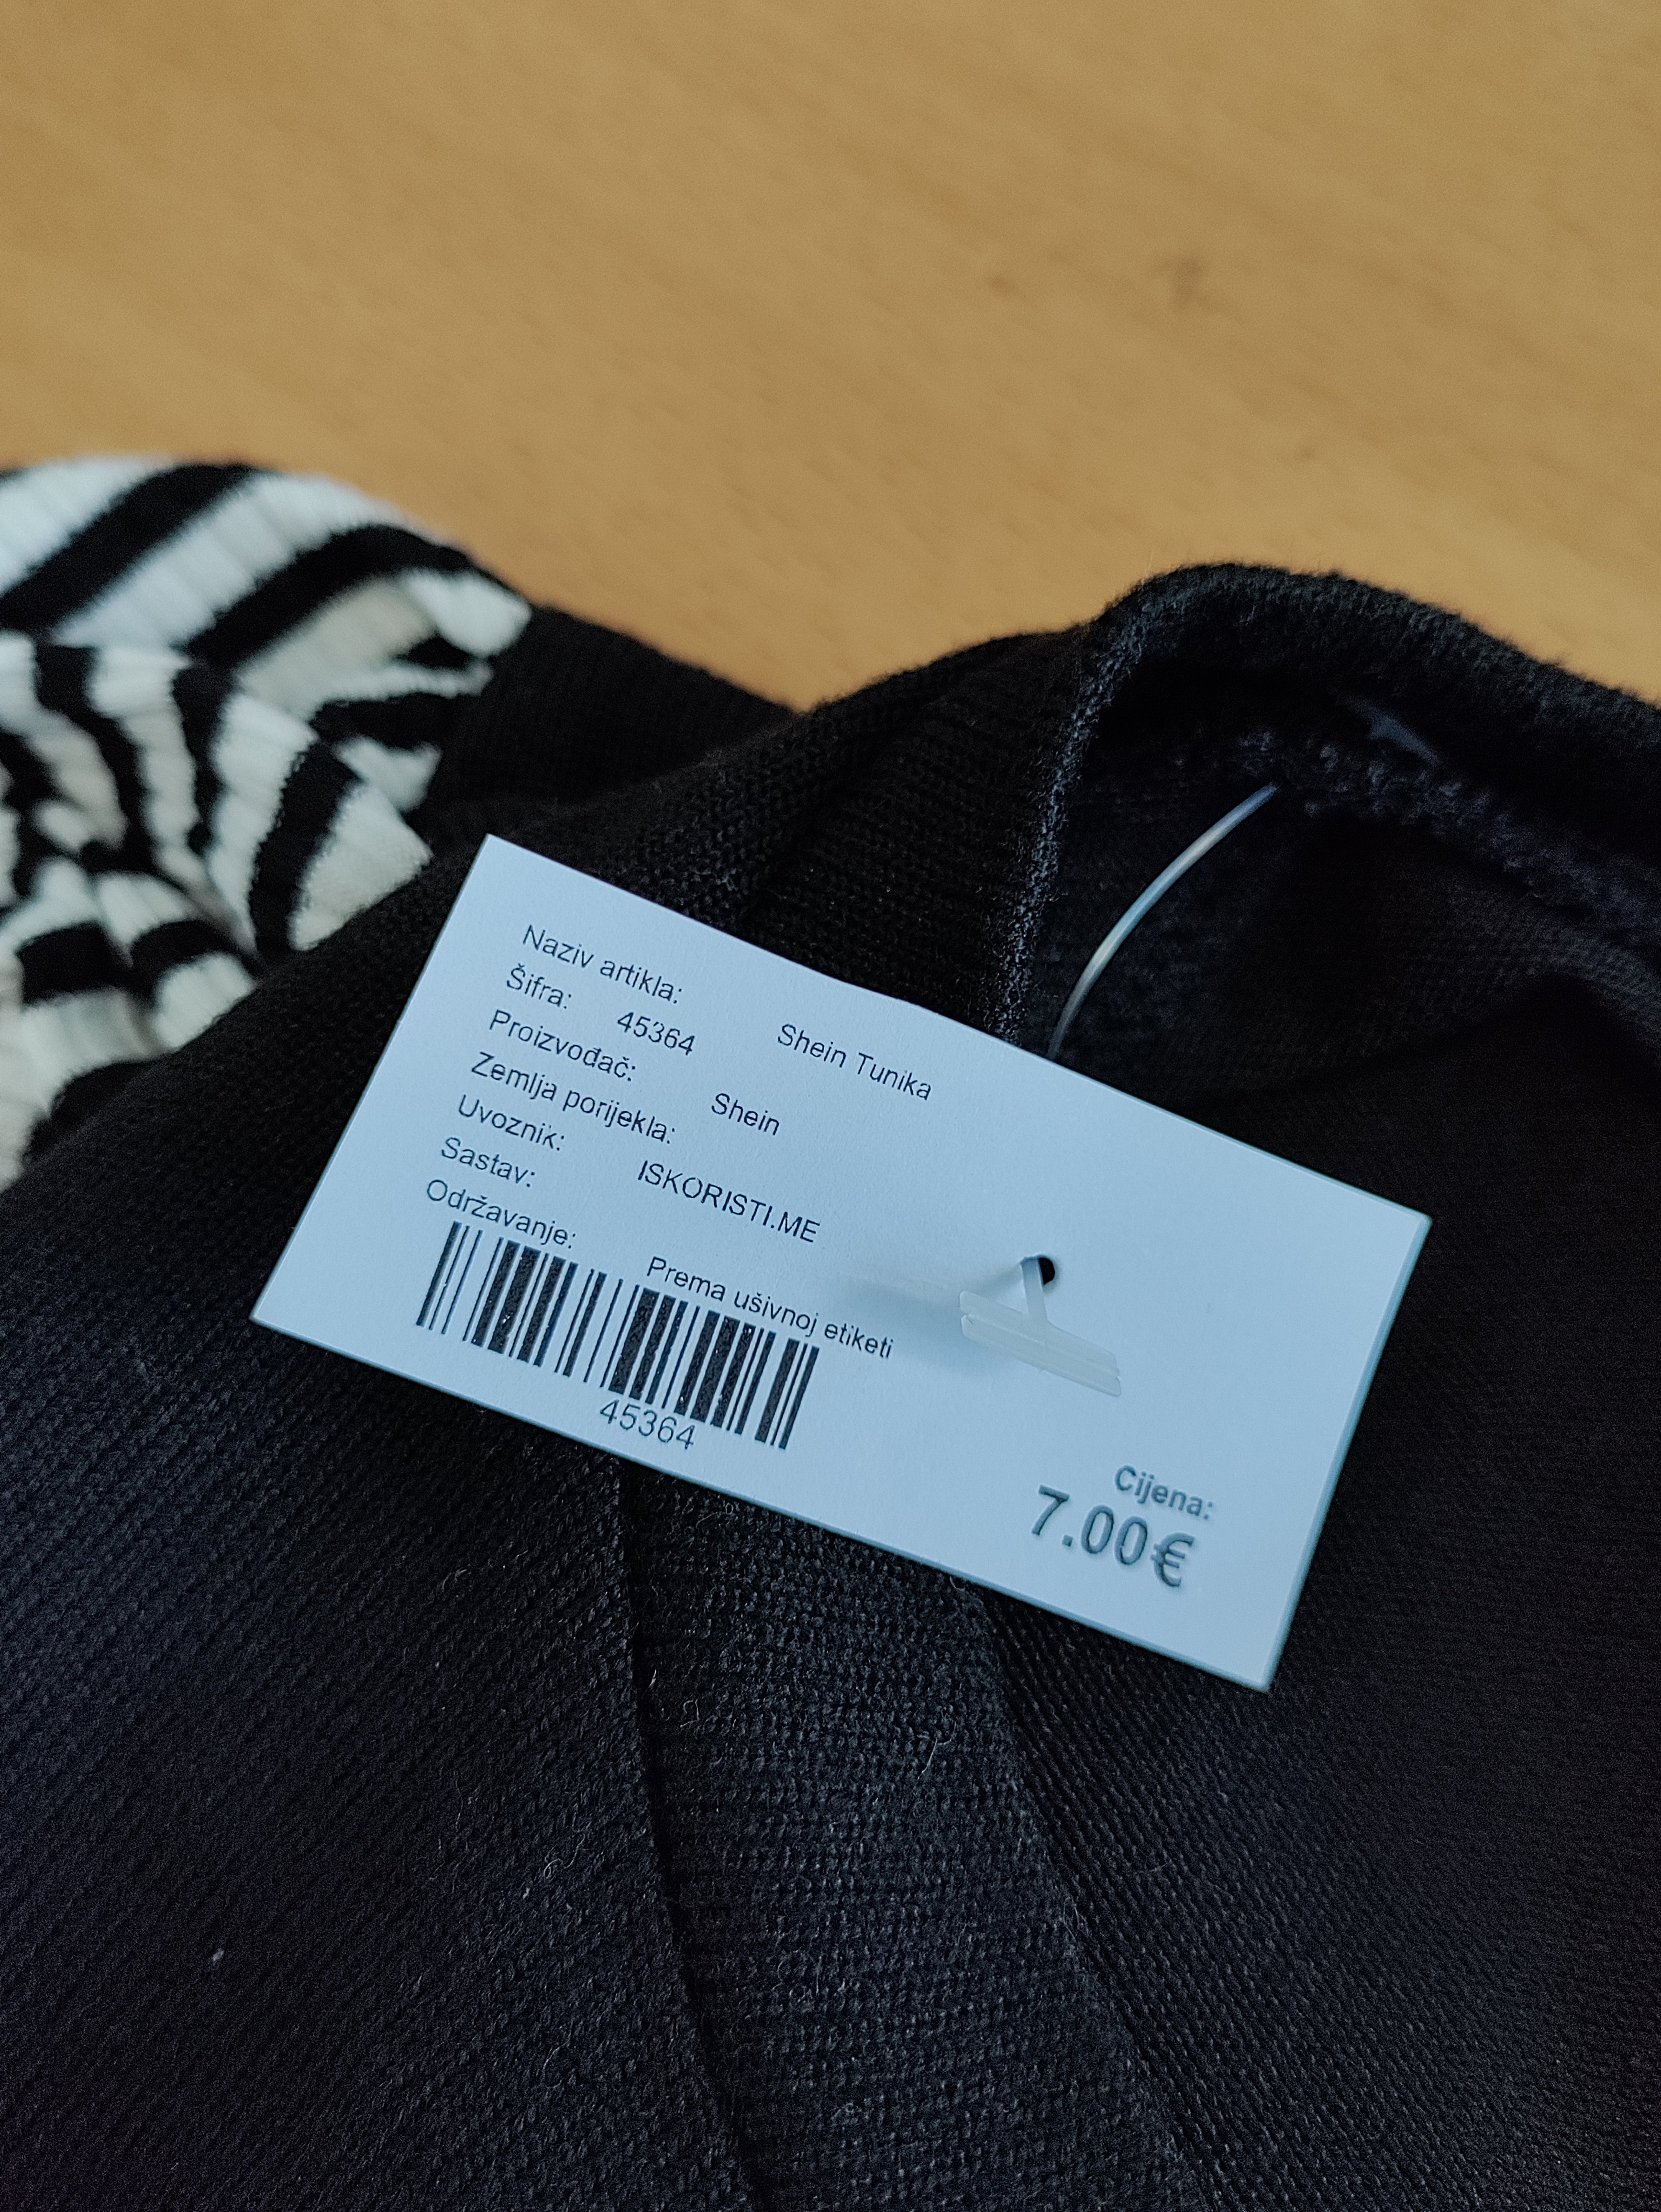 Naziv artikla: Shein Tunika
Šifra: 45364
Proizvođač: Shein
Zemlja porijekla:
Uvoznik: ISKORISTI.ME
Sastav:
Održavanje: Prema ušivnoj etiketi
45364
Cijena:
7.00€